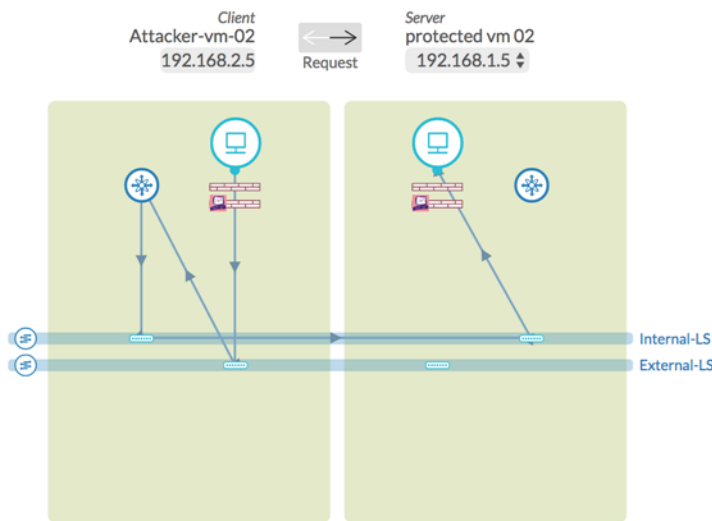 Client
Attacker-vm-02
192.168.2.5
Request
Server
protected vm 02
192.168.1.5
Internal-LS
External-LS